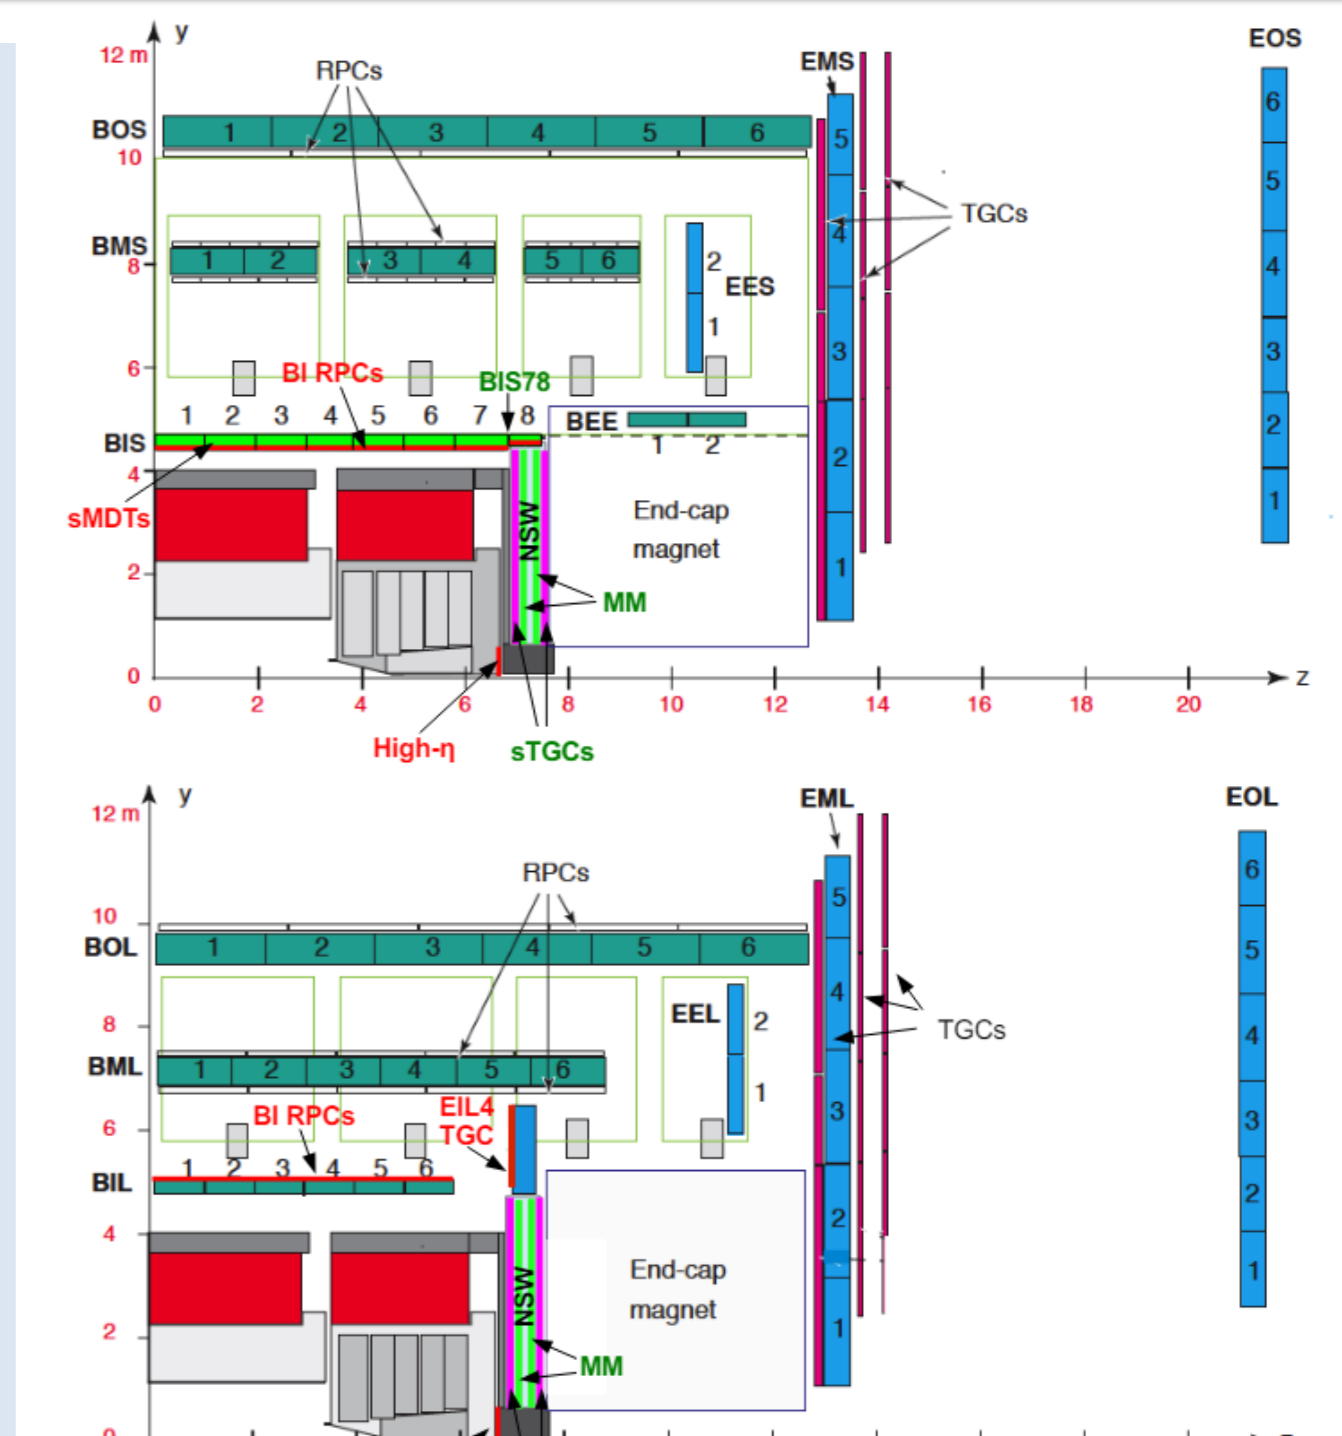 y
EOS
12 m
EMS
RPCs
6
BOS
1 2 3 4 5 6
5
10
5
TGCs
4
BMS
1 2
3 4
5 6
2
EES
4
8
1
3
3
6
BI RPCs
BIS78
1 2 3 4 5 6 7 8
BEE
2
BIS
1 2
2
4
1
sMDTs
NSW
End-cap
magnet
1
2
MM
0
z
0 2 4 6 8 10 12 14 16 18 20
High-η
sTGCs
y
EML
EOL
12 m
RPCs
6
5
10
BOL
1 2 3 4 5 6
5
4
EEL
2
8
TGCs
4
BML
1 2 3 4 5 6
1
3
3
BI RPCs
EIL4
TGC
6
1 2 3 4 5 6
BIL
2
2
4
1
NSW
End-cap
magnet
1
2
MM